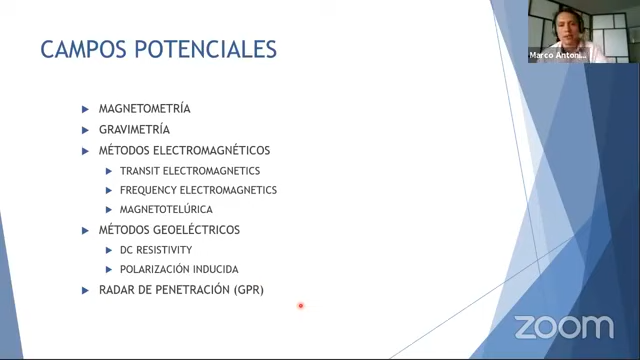 CAMPOS POTENCIALES
Marco Antoni...
MAGNETOMETRÍA
GRAVIMETRÍA
MÉTODOS ELECTROMAGNÉTICOS
TRANSIT ELECTROMAGNETICS
FREQUENCY ELECTROMAGNETICS
MAGNETOTELÚRICA
MÉTODOS GEOELÉCTRICOS
DC RESISTIVITY
POLARIZACIÓN INDUCIDA
RADAR DE PENETRACIÓN (GPR)
zoom